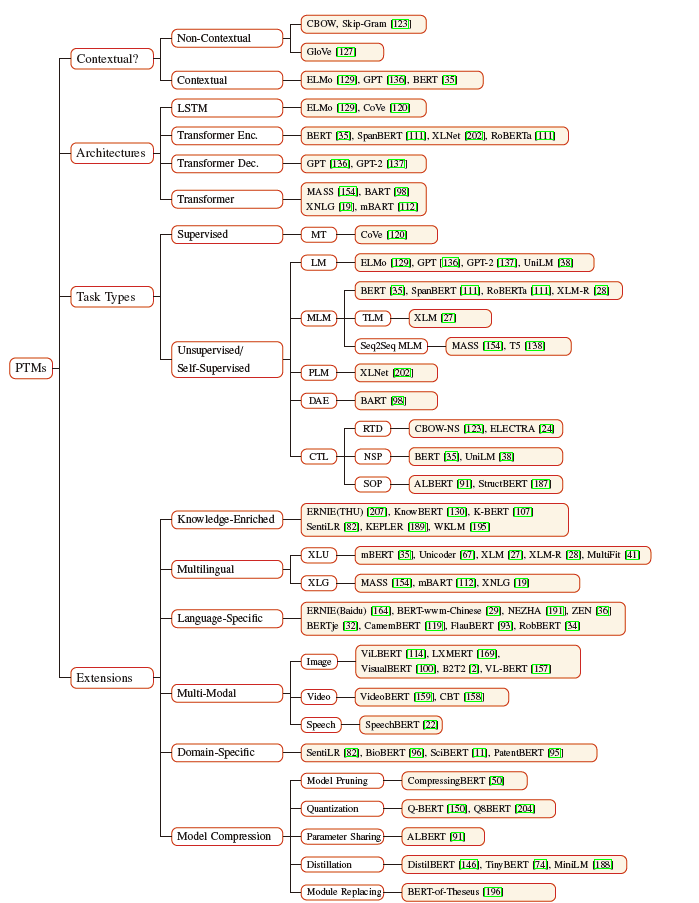 CBOW, Skip-Gram [123]
Non-Contextual
GloVe [127]
Contextual?
Contextual
ELMo [129], GPT [136], BERT [35]
LSTM
ELMo [129], CoVe [120]
Transformer Enc.
BERT [35], SpanBERT [111], XLNet [202], RoBERTa [111]
Architectures
Transformer Dec.
GPT [136], GPT-2 [137]
Transformer
MASS [154], BART [98]
XNLG [19], mBART [112]
Supervised
MT
CoVe [120]
LM
ELMo [129], GPT [136], GPT-2 [137], UniLM [38]
Task Types
BERT [35], SpanBERT [111], RoBERTa [111], XLM-R [28]
MLM
TLM
XLM [27]
Seq2Seq MLM
MASS [154], T5 [138]
Unsupervised/
Self-Supervised
PTMs
PLM
XLNet [202]
DAE
BART [98]
RTD
CBOW-NS [123], ELECTRA [24]
CTL
NSP
BERT [35], UniLM [38]
SOP
ALBERT [91], StructBERT [187]
Knowledge-Enriched
ERNIE(THU) [207], KnowBERT [130], K-BERT [107]
SentiLR [82], KEPLER [189], WKLM [195]
XLU
mBERT [35], Unicoder [67], XLM [27], XLM-R [28], MultiFit [41]
Multilingual
XLG
MASS [154], mBART [112], XNLG [19]
Language-Specific
ERNIE(Baidu) [164], BERT-wwm-Chinese [29], NEZHA [191], ZEN [36]
BERTje [32], CamemBERT [119], FlauBERT [93], RobBERT [34]
Extensions
Image
ViLBERT [114], LXMERT [169],
VisualBERT [100], B2T2 [2], VL-BERT [157]
Multi-Modal
Video
VideoBERT [159], CBT [158]
Speech
SpeechBERT [22]
Domain-Specific
SentiLR [82], BioBERT [96], SciBERT [11], PatentBERT [95]
Model Pruning
CompressingBERT [50]
Quantization
Q-BERT [150], Q8BERT [204]
Model Compression
Parameter Sharing
ALBERT [91]
Distillation
DistilBERT [146], TinyBERT [74], MiniLM [188]
Module Replacing
BERT-of-Theseus [196]